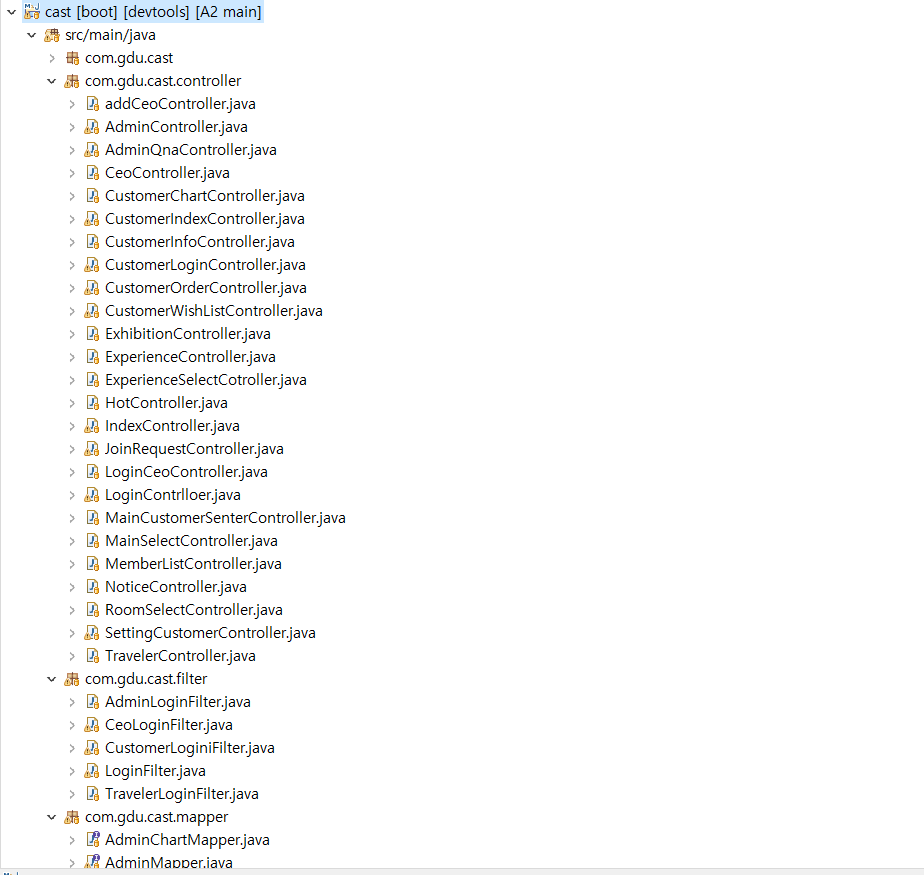 cast [boot] [devtools] [A2 main]
src/main/java
com.gdu.cast
com.gdu.cast.controller
addCeoController.java
AdminController.java
AdminQnaController.java
CeoController.java
CustomerChartController.java
CustomerIndexController.java
CustomerInfoController.java
CustomerLoginController.java
CustomerOrderController.java
CustomerWishListController.java
ExhibitionController.java
ExperienceController.java
ExperienceSelectCotroller.java
HotController.java
IndexController.java
JoinRequestController.java
LoginCeoController.java
LoginContrlloer.java
MainCustomerSenterController.java
MainSelectController.java
MemberListController.java
NoticeController.java
RoomSelectController.java
SettingCustomerController.java
TravelerController.java
com.gdu.cast.filter
AdminLoginFilter.java
CeoLoginFilter.java
CustomerLoginiFilter.java
LoginFilter.java
TravelerLoginFilter.java
com.gdu.cast.mapper
AdminChartMapper.java
AdminMapper.java